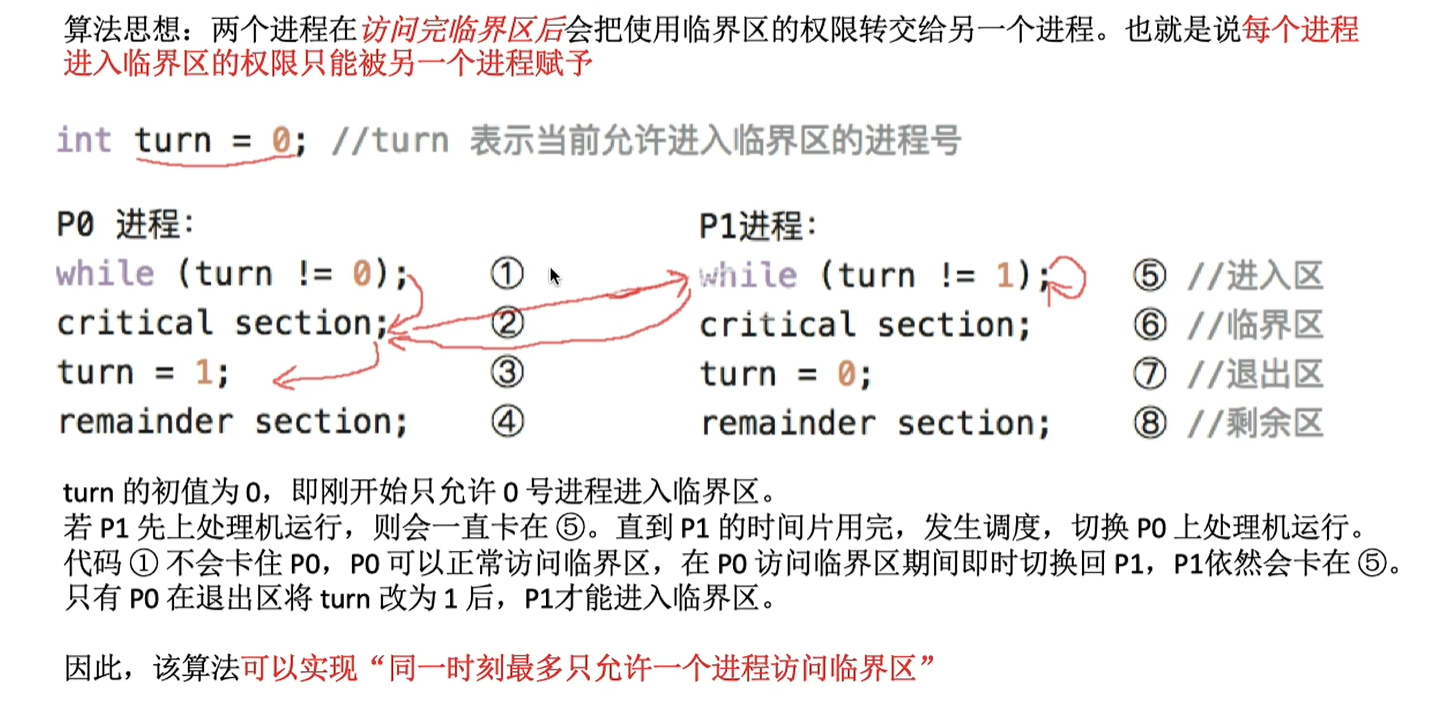 算法思想：两个进程在访问完临界区后会把使用临界区的权限转交给另一个进程。也就是说每个进程
进入临界区的权限只能被另一个进程赋予
int turn = 0; //turn 表示当前允许进入临界区的进程号
P0 进程： P1进程：
while (turn != 0); ① while (turn != 1); ⑤ //进入区
critical section; ② critical section; ⑥ //临界区
turn = 1; ③ turn = 0; ⑦ //退出区
remainder section; ④ remainder section; ⑧ //剩余区
turn 的初值为 0，即刚开始只允许 0 号进程进入临界区。
若 P1 先上处理机运行，则会一直卡在 ⑤。直到 P1 的时间片用完，发生调度，切换 P0 上处理机运行。
代码 ① 不会卡住 P0，P0 可以正常访问临界区，在 P0 访问临界区期间即时切换回 P1，P1依然会卡在 ⑤。
只有 P0 在退出区将 turn 改为 1 后，P1才能进入临界区。
因此，该算法可以实现“同一时刻最多只允许一个进程访问临界区”